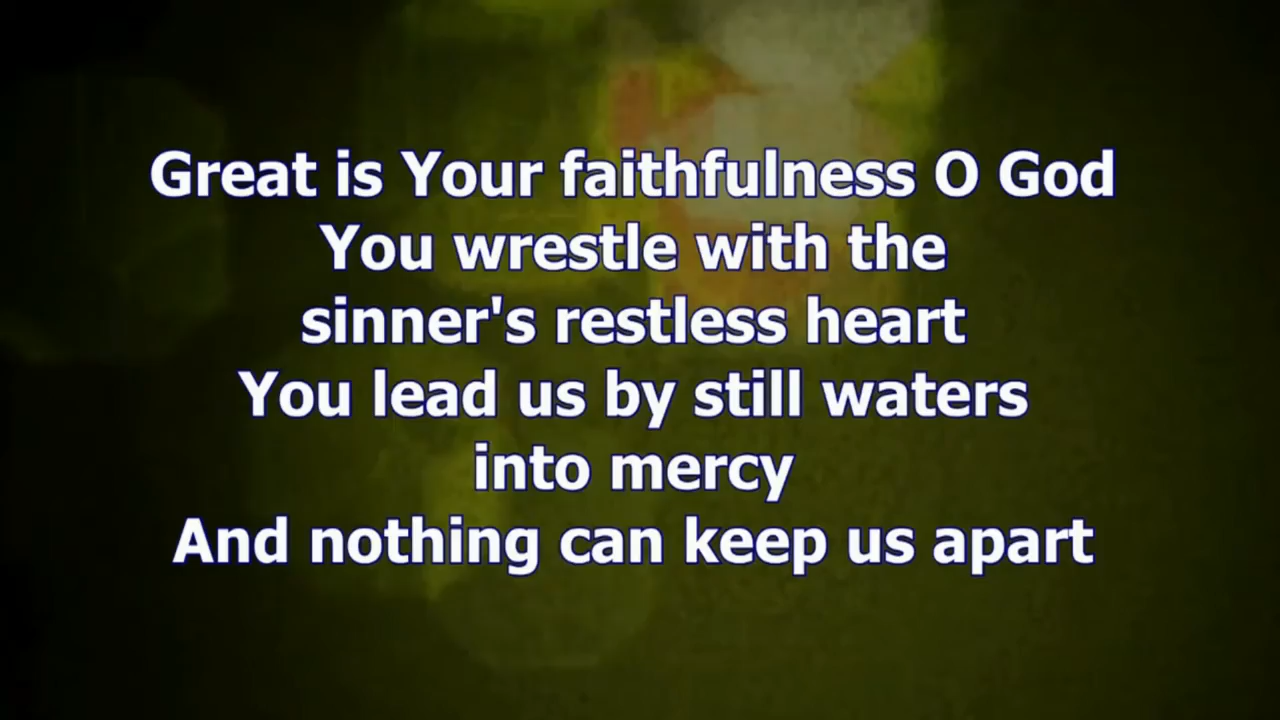 Great is Your faithfulness O God
You wrestle with the
sinner's restless heart
You lead us by still waters
into mercy
And nothing can keep us apart